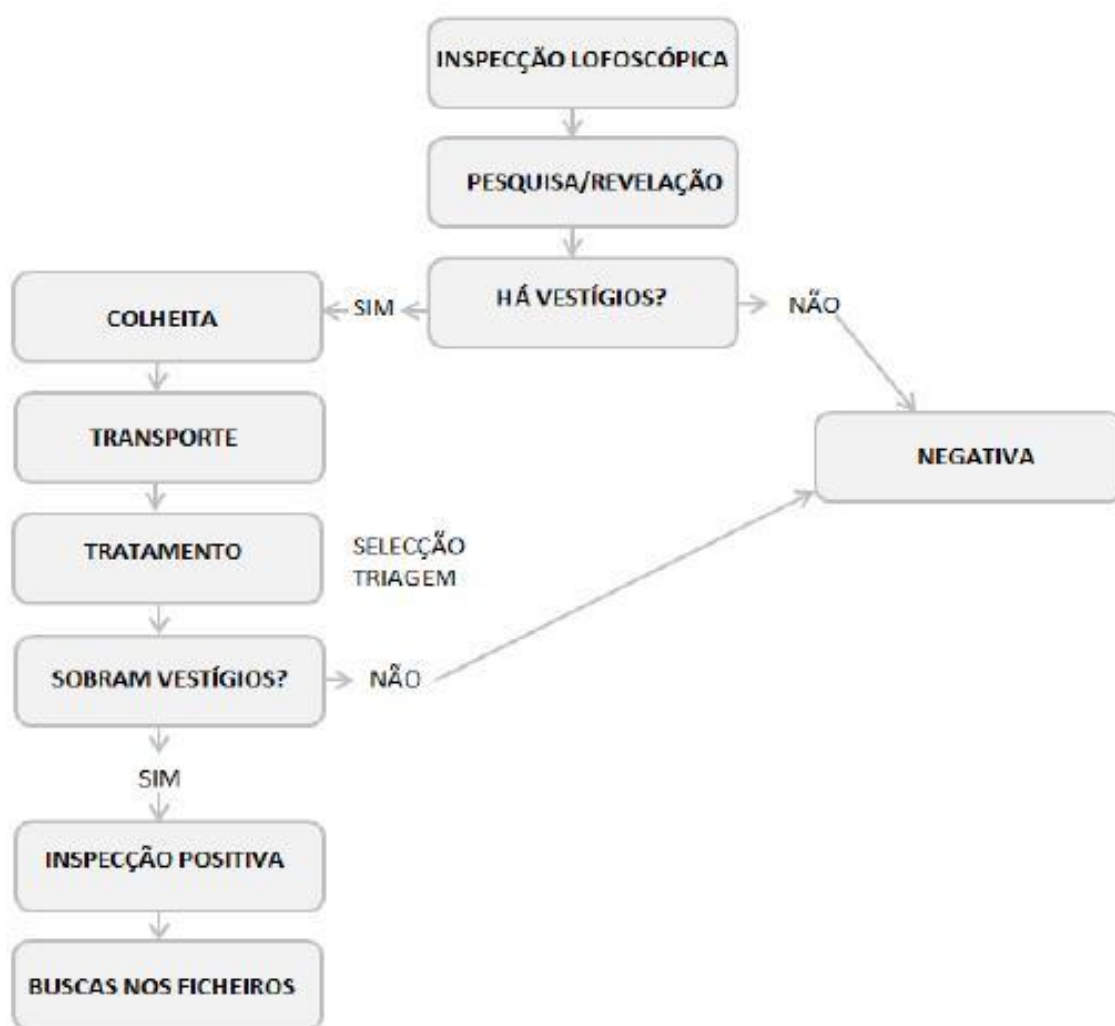 INSPECÇÃO LOFOSCÓPICA
PESQUISA/REVELAÇÃO
HÁ VESTÍGIOS?
SIM
NÃO
COLHEITA
TRANSPORTE
NEGATIVA
TRATAMENTO
SELECÇÃO
TRIAGEM
SOBRAM VESTÍGIOS?
NÃO
SIM
INSPECÇÃO POSITIVA
BUSCAS NOS FICHEIROS